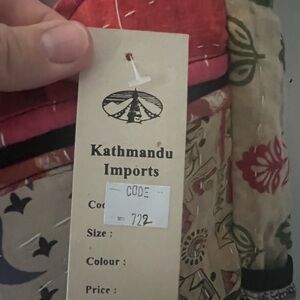 Kathmandu
Imports
CODE
Co
722
Size :
Colour :
Price :